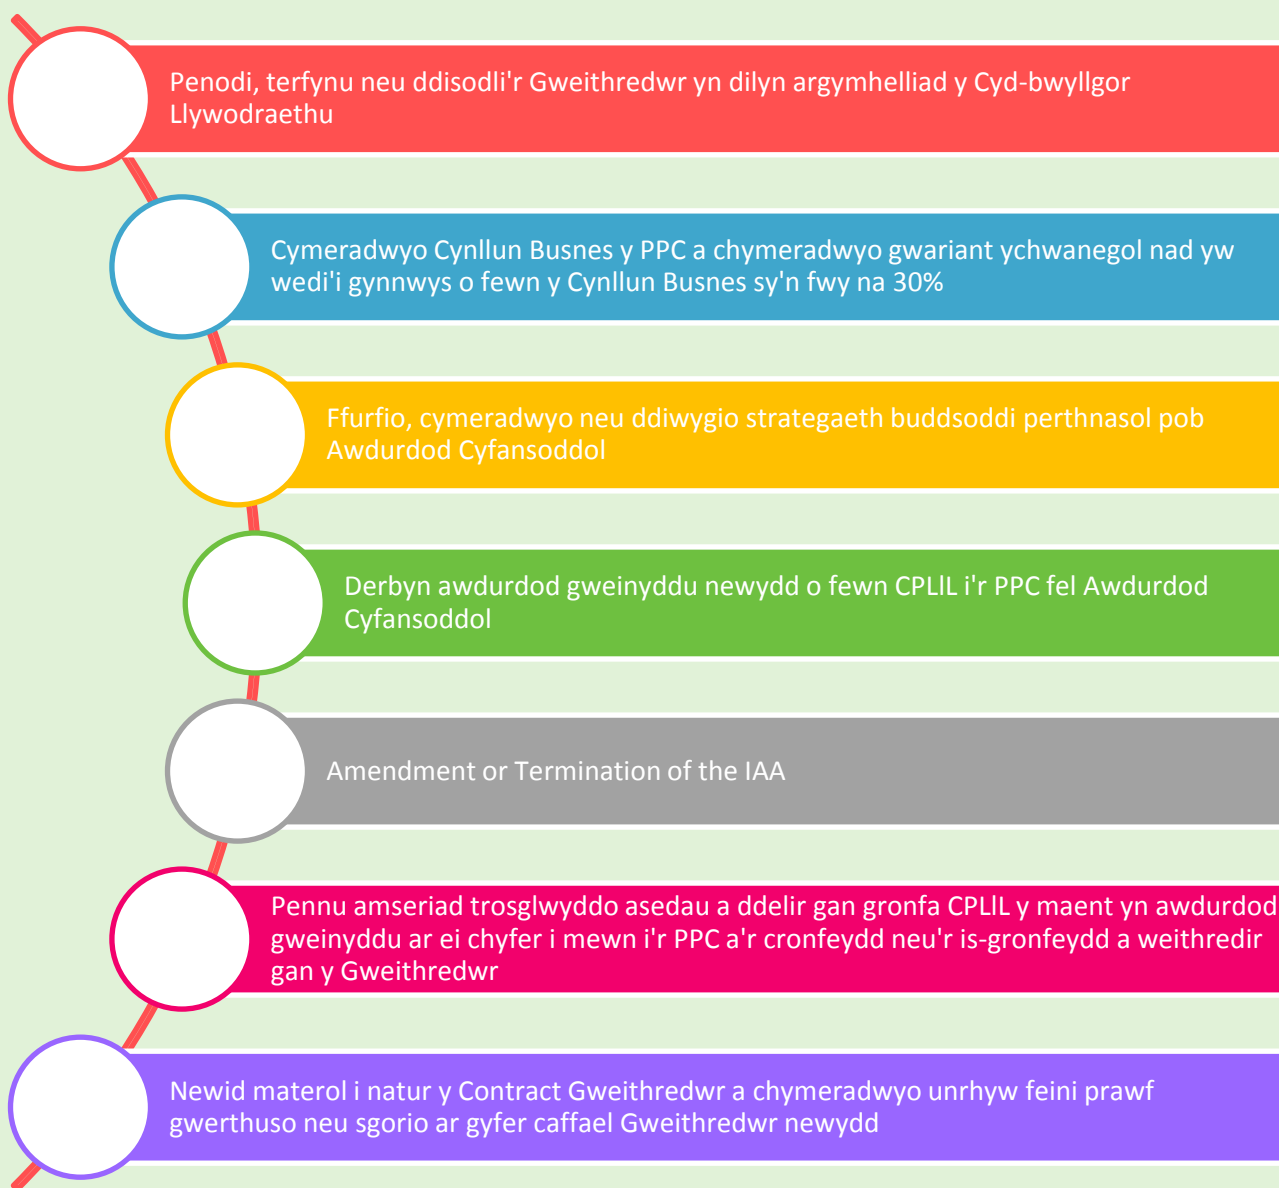 Penodi, terfynu neu ddisodli'r Gweithredwr yn dilyn argymhelliad y Cyd-bwyllgor
Llywodraethu
Cymeradwyo Cynllun Busnes y PPC a chymeradwyo gwariant ychwanegol nad yw
wedi'i gynnwys o fewn y Cynllun Busnes sy'n fwy na 30%
Ffurfio, cymeradwyo neu ddiwygio strategaeth buddsoddi perthnasol pob
Awdurdod Cyfansoddol
Derbyn awdurdod gweinyddu newydd o fewn CPLlL i'r PPC fel Awdurdod
Cyfansoddol
Amendment or Termination of the IAA
Pennu amseriad trosglwyddo asedau a ddelir gan gronfa CPLlL y maent yn awdurdod
gweinyddu ar ei chyfer i mewn i'r PPC a'r cronfeydd neu'r is-gronfeydd a weithredir
gan y Gweithredwr
Newid materol i natur y Contract Gweithredwr a chymeradwyo unrhyw feini prawf
gwerthuso neu sgorio ar gyfer caffael Gweithredwr newydd